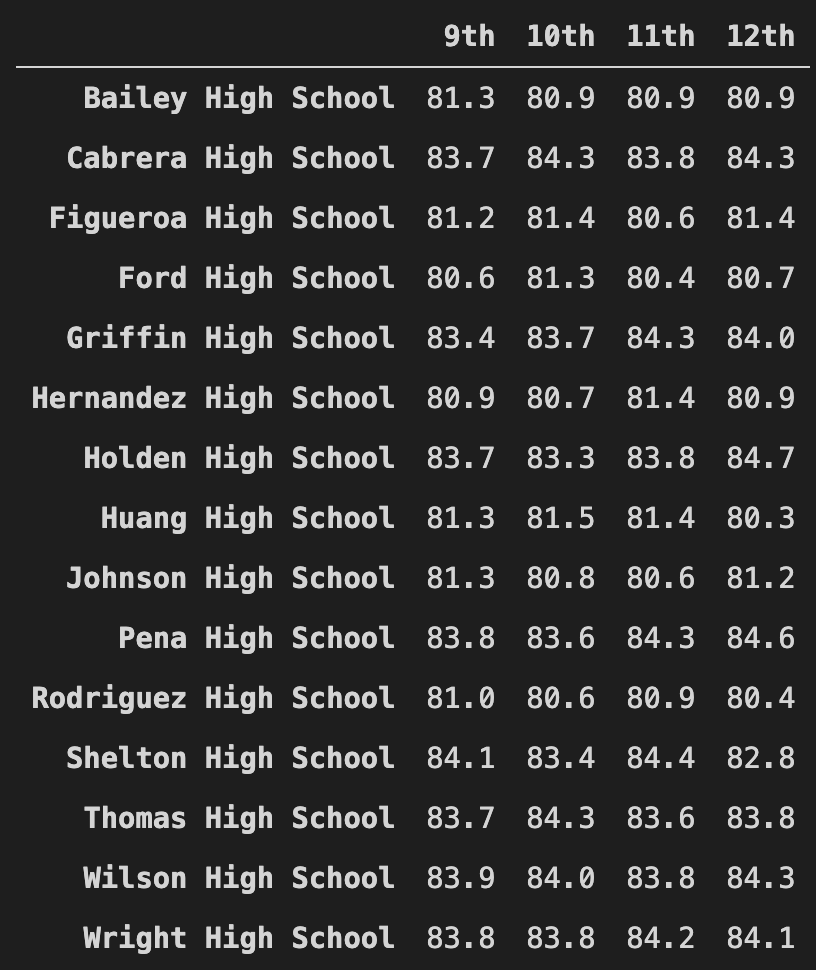 9th 10th 11th 12th
Bailey High School 81.3 80.9 80.9 80.9
Cabrera High School 83.7 84.3 83.8 84.3
Figueroa High School 81.2 81.4 80.6 81.4
Ford High School 80.6 81.3 80.4 80.7
Griffin High School 83.4 83.7 84.3 84.0
Hernandez High School 80.9 80.7 81.4 80.9
Holden High School 83.7 83.3 83.8 84.7
Huang High School 81.3 81.5 81.4 80.3
Johnson High School 81.3 80.8 80.6 81.2
Pena High School 83.8 83.6 84.3 84.6
Rodriguez High School 81.0 80.6 80.9 80.4
Shelton High School 84.1 83.4 84.4 82.8
Thomas High School 83.7 84.3 83.6 83.8
Wilson High School 83.9 84.0 83.8 84.3
Wright High School 83.8 83.8 84.2 84.1